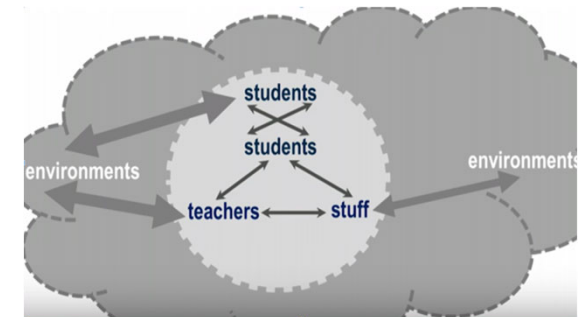 students
students
environments
environments
teachers
stuff